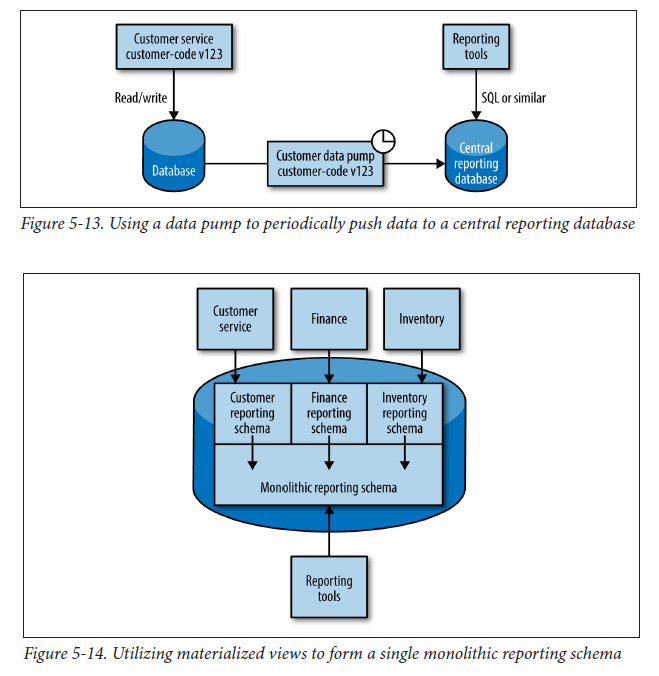 Customer service
customer-code v123
Reporting
tools
Read/write
SQL or similar
Database
Customer data pump
customer-code v123
Central
reporting
database
Figure 5-13. Using a data pump to periodically push data to a central reporting database
Customer
service
Finance
Inventory
Customer
reporting
schema
Finance
reporting
schema
Inventory
reporting
schema
Monolithic reporting schema
Reporting
tools
Figure 5-14. Utilizing materialized views to form a single monolithic reporting schema